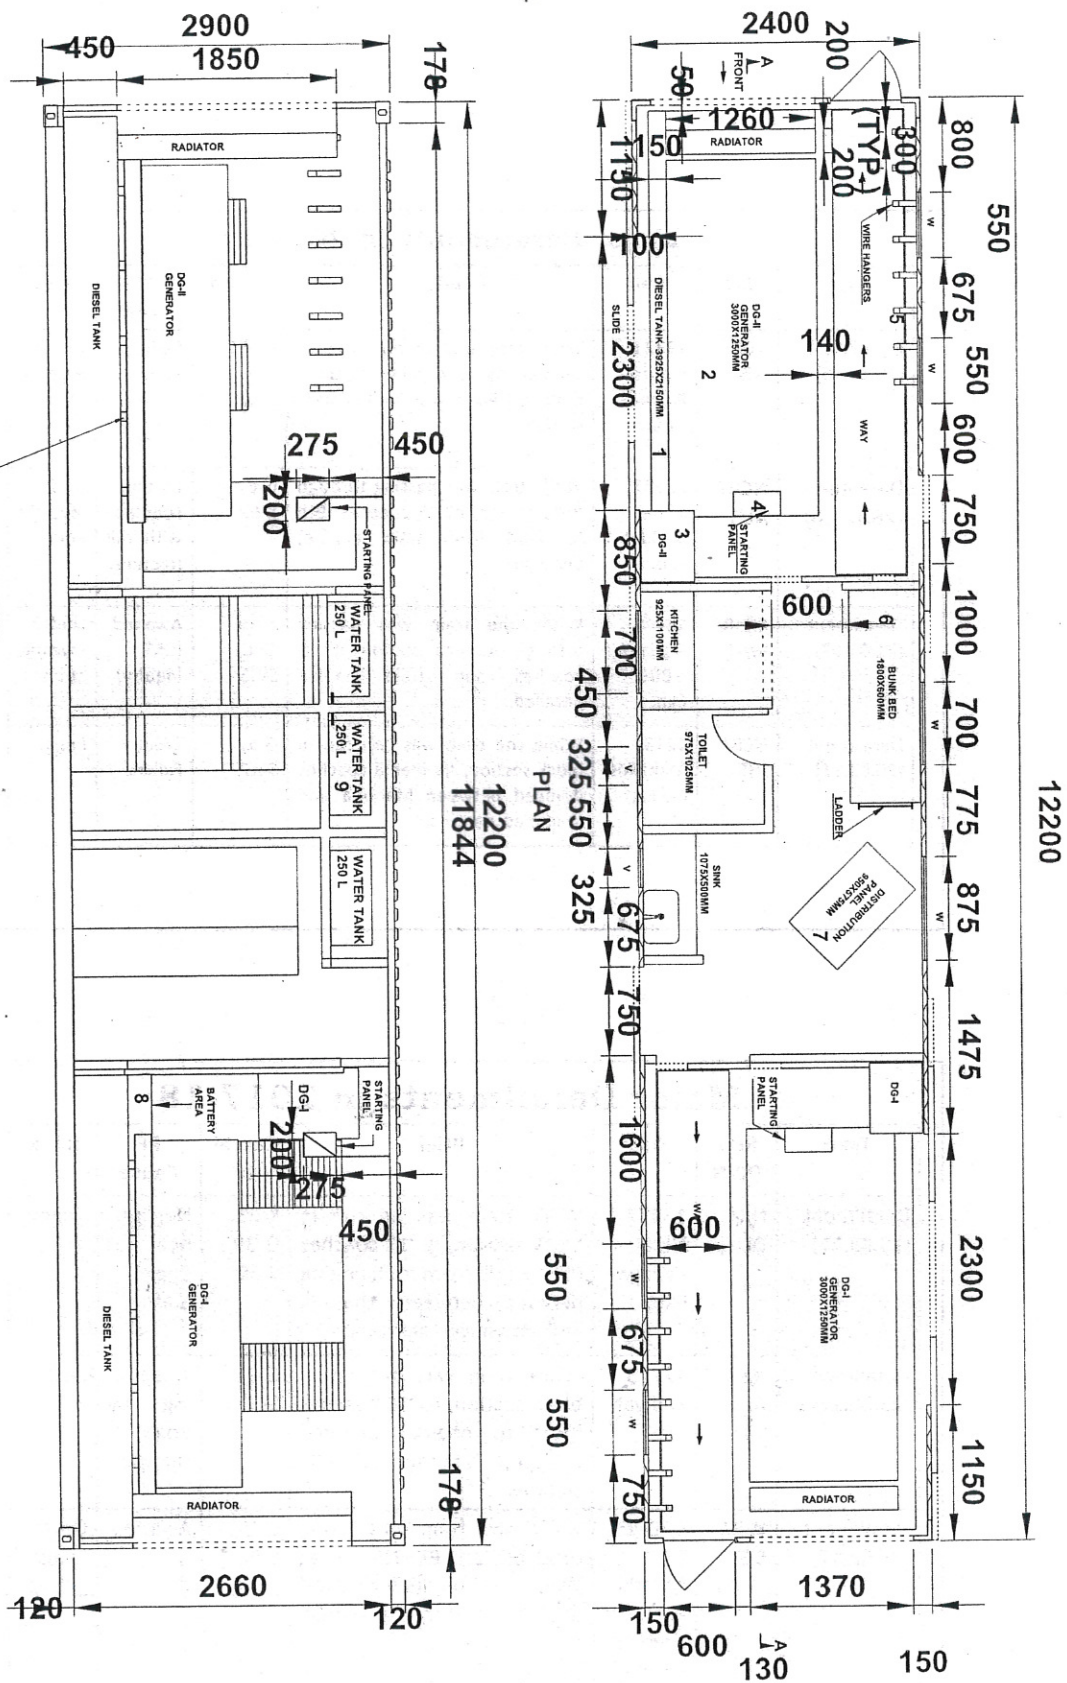 2900
450
1850
178
RADIATOR
DG-II
GENERATOR
DIESEL TANK
275
450
200
STARTING PANEL
WATER TANK
250 L
WATER TANK
250 L
9
WATER TANK
250 L
12200
11844
STARTING
PANEL
DG-I
BATTERY
AREA
8
200
275
450
DG-I
GENERATOR
DIESEL TANK
RADIATOR
178
2660
120
120
2400
200
A
FRONT
50
1260
RADIATOR
150
1150
100
(TYP.)
300
200
800
550
W
WIRE HANGERS
675
5
DG-II
GENERATOR
3000X1250MM
DIESEL TANK 3925X2150MM
SLIDE
2300
140
2
1
550
W
WAY
600
750
4
STARTING
PANEL
3
DG-II
850
KITCHEN
925X1100MM
600
6
BUNK BED
1800X600MM
1000
700
450
TOILET
975X1025MM
W
700
325
V
PLAN
550
LADDER
775
12200
V
325
SINK
1075X500MM
DISTRIBUTION
PANEL
950X575MM
7
W
875
675
750
1475
STARTING
PANEL
DG-I
1600
WAY
600
2300
550
W
DG-I
GENERATOR
3000X1250MM
675
550
W
750
1150
RADIATOR
150
600
A
130
1370
150